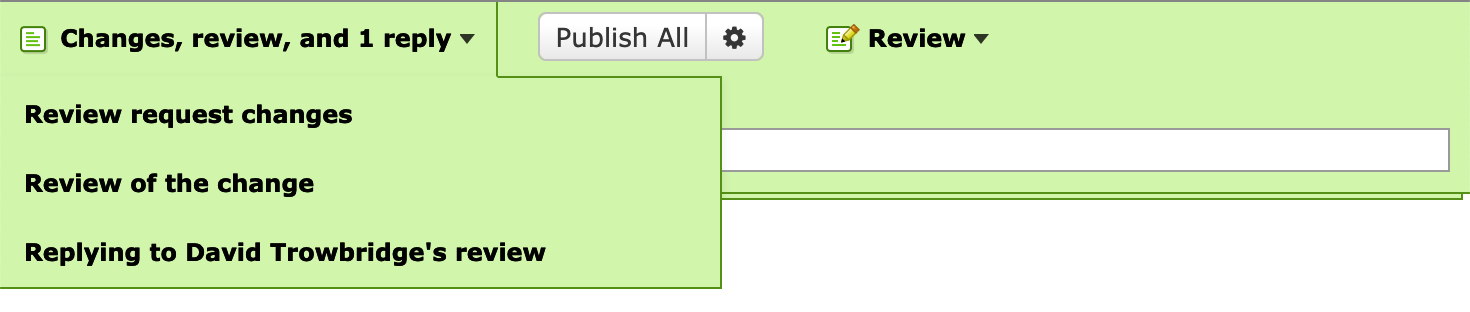 Changes, review, and 1 reply
Publish All
Review
Review request changes
Review of the change
Replying to David Trowbridge's review